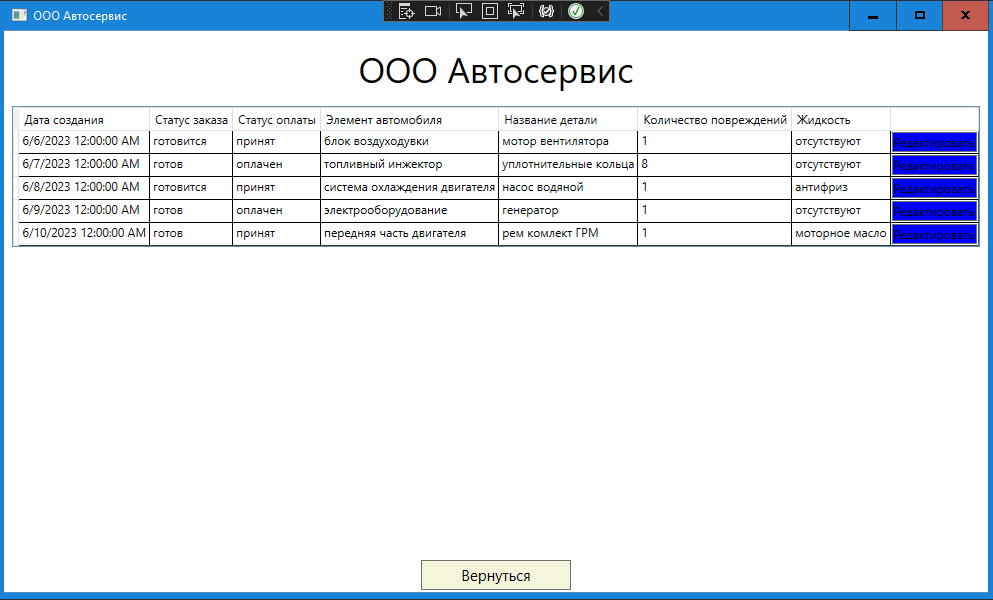 ООО Автосервис
ООО Автосервис
Дата создания Статус заказа Статус оплаты Элемент автомобиля Название детали Количество повреждений Жидкость
6/6/2023 12:00:00 AM готовится принят блок воздуходувки мотор вентилятора 1 отсутствуют Редактировать
6/7/2023 12:00:00 AM готов оплачен топливный инжектор уплотнительные кольца 8 отсутствуют Редактировать
6/8/2023 12:00:00 AM готовится принят система охлаждения двигателя насос водяной 1 антифриз Редактировать
6/9/2023 12:00:00 AM готов оплачен электрооборудование генератор 1 отсутствуют Редактировать
6/10/2023 12:00:00 AM готов принят передняя часть двигателя рем комлект ГРМ 1 моторное масло Редактировать
Вернуться